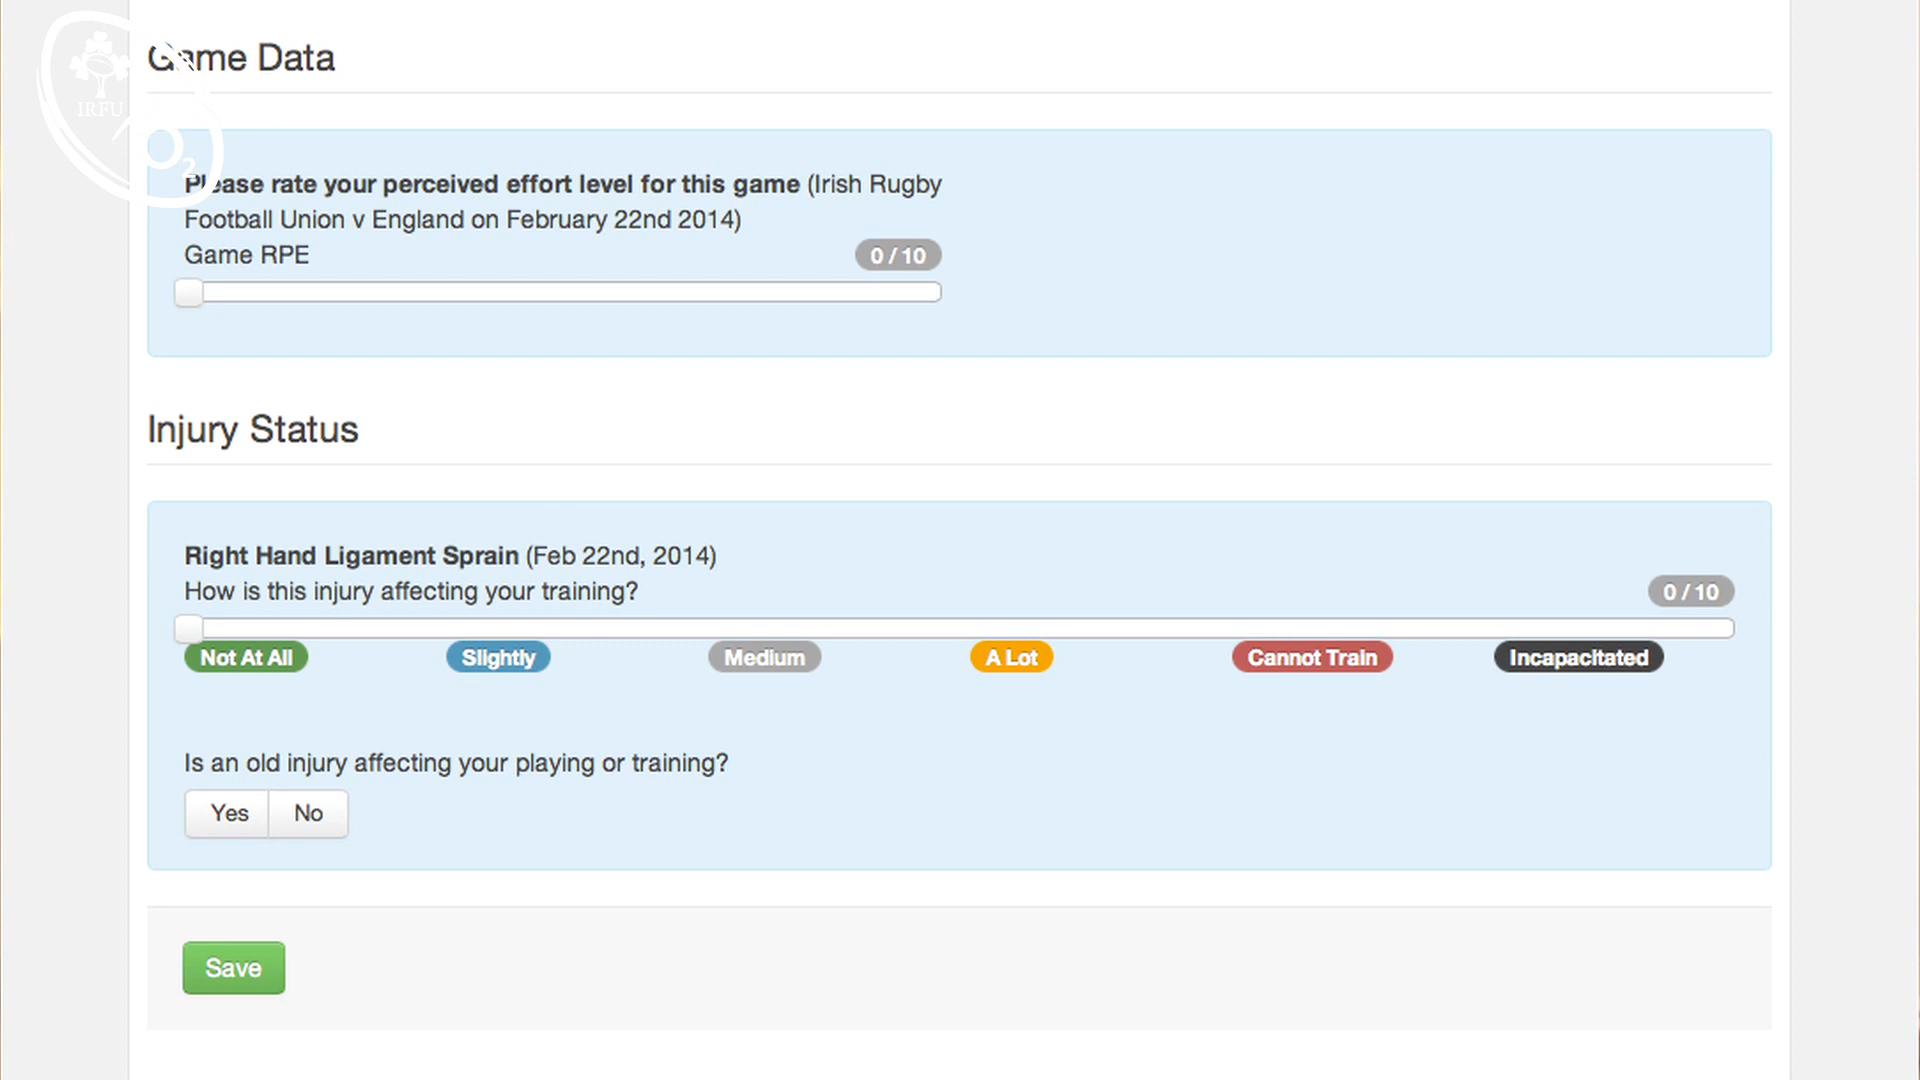 Game Data
IRFU
O2
Please rate your perceived effort level for this game (Irish Rugby
Football Union v England on February 22nd 2014)
Game RPE 0 / 10
Injury Status
Right Hand Ligament Sprain (Feb 22nd, 2014)
How is this injury affecting your training? 0 / 10
Not At All Slightly Medium A Lot Cannot Train Incapacitated
Is an old injury affecting your playing or training?
Yes No
Save